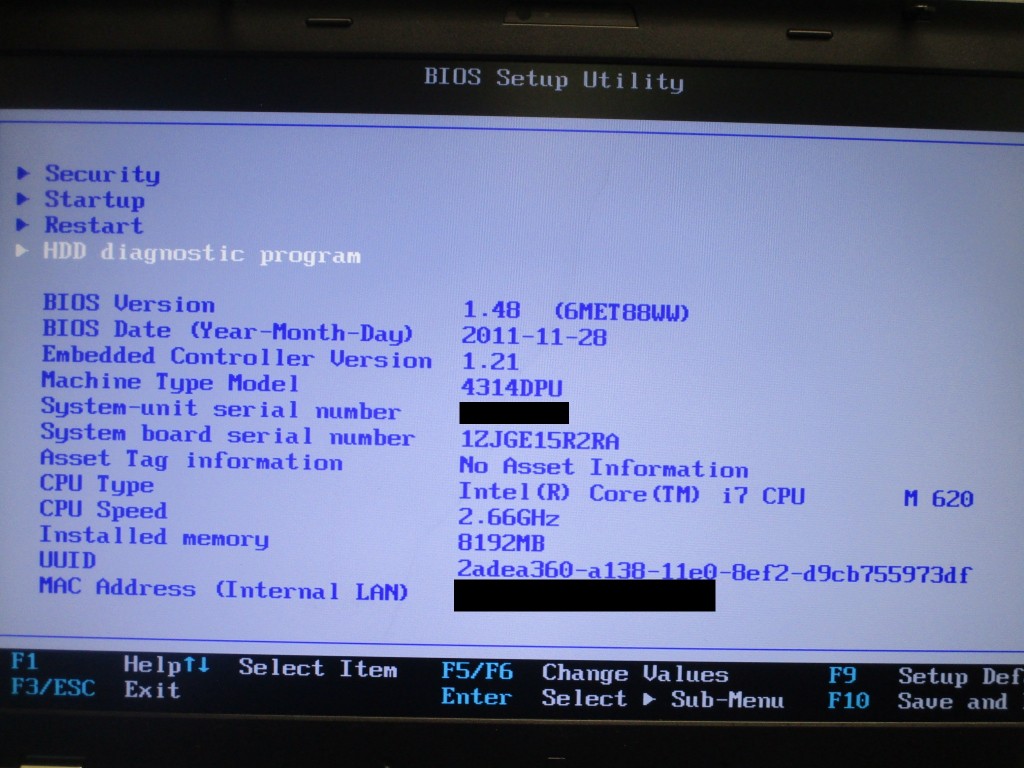 BIOS Setup Utility
Security
Startup
Restart
HDD diagnostic program
BIOS Version 1.48 (6MET88WW)
BIOS Date (Year-Month-Day) 2011-11-28
Embedded Controller Version 1.21
Machine Type Model 4314DPU
System-unit serial number
System board serial number 1ZJGE15R2RA
Asset Tag information No Asset Information
CPU Type Intel(R) Core(TM) i7 CPU M 620
CPU Speed 2.66GHz
Installed memory 8192MB
UUID 2adea360-a138-11e0-8ef2-d9cb755973df
MAC Address (Internal LAN)
F1 Help ↑↓ Select Item F5/F6 Change Values F9 Setup Def
F3/ESC Exit Enter Select ▶ Sub-Menu F10 Save and